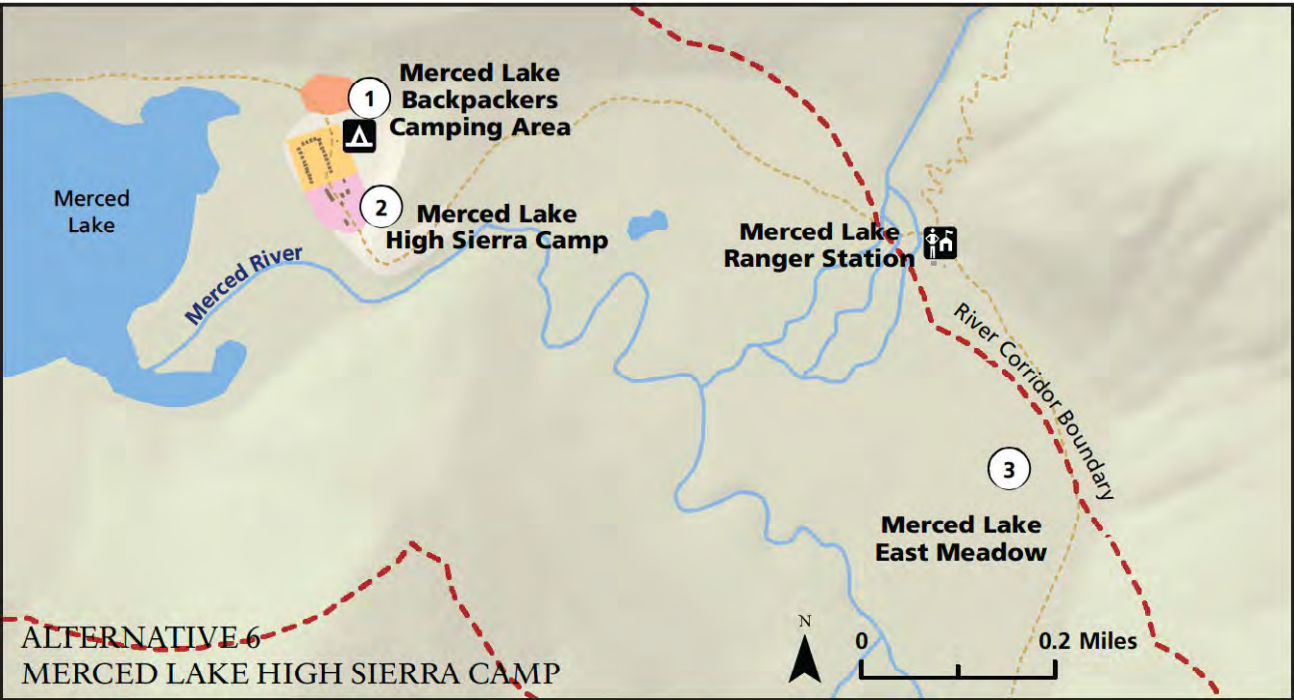 1
Merced Lake
Backpackers
Camping Area
Merced
Lake
2
Merced Lake
High Sierra Camp
Merced River
Merced Lake
Ranger Station
River Corridor Boundary
3
Merced Lake
East Meadow
N
0
0.2 Miles
ALTERNATIVE 6
MERCED LAKE HIGH SIERRA CAMP